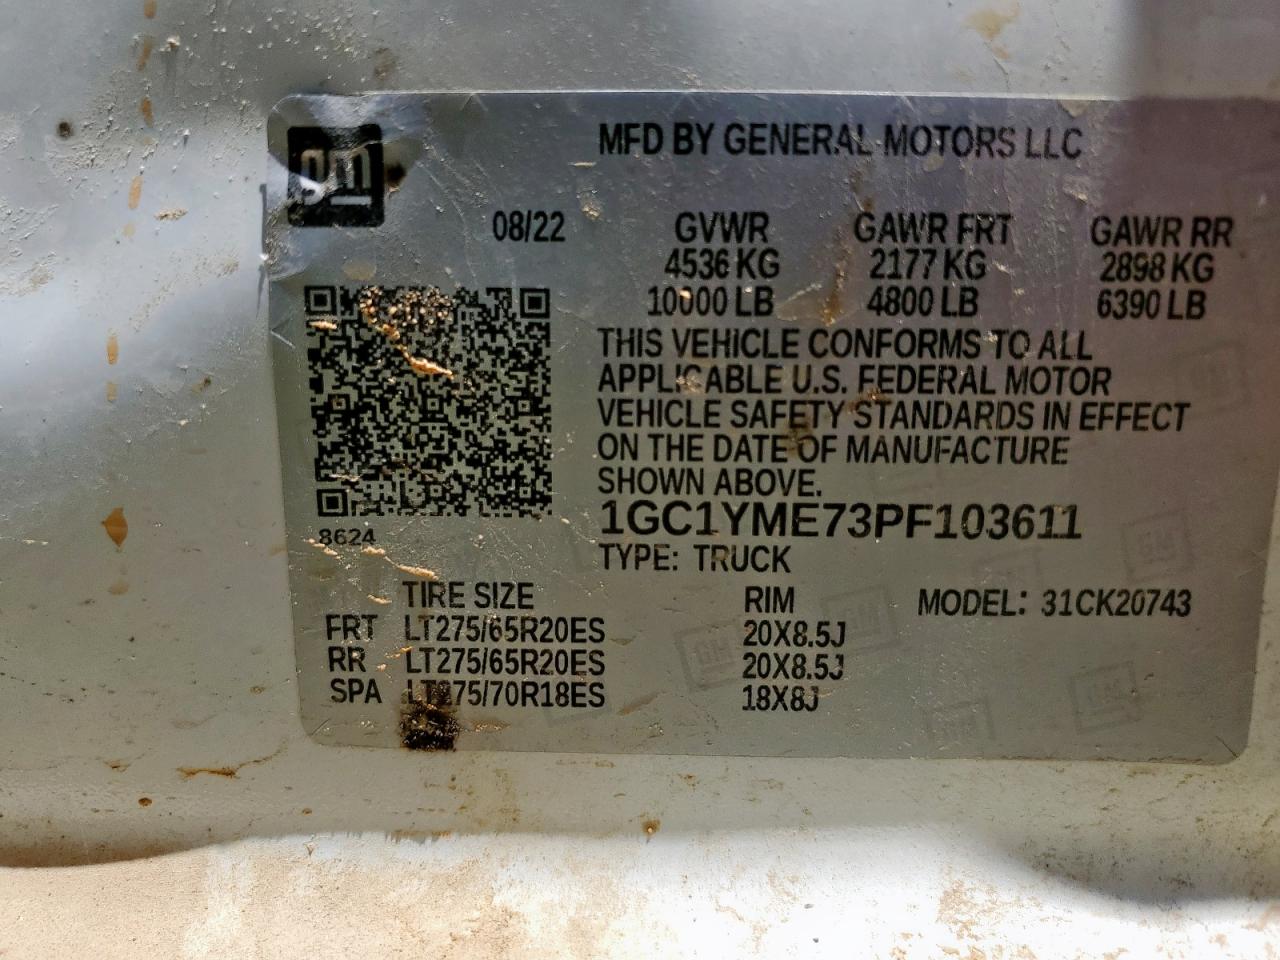 gm
MFD BY GENERAL MOTORS LLC
08/22 GVWR GAWR FRT GAWR RR
4536 KG 2177 KG 2898 KG
10000 LB 4800 LB 6390 LB
THIS VEHICLE CONFORMS TO ALL
APPLICABLE U.S. FEDERAL MOTOR
VEHICLE SAFETY STANDARDS IN EFFECT
ON THE DATE OF MANUFACTURE
SHOWN ABOVE.
8624 1GC1YME73PF103611
TYPE: TRUCK
TIRE SIZE RIM MODEL: 31CK20743
FRT LT275/65R20ES 20X8.5J
RR LT275/65R20ES 20X8.5J
SPA LT275/70R18ES 18X8J